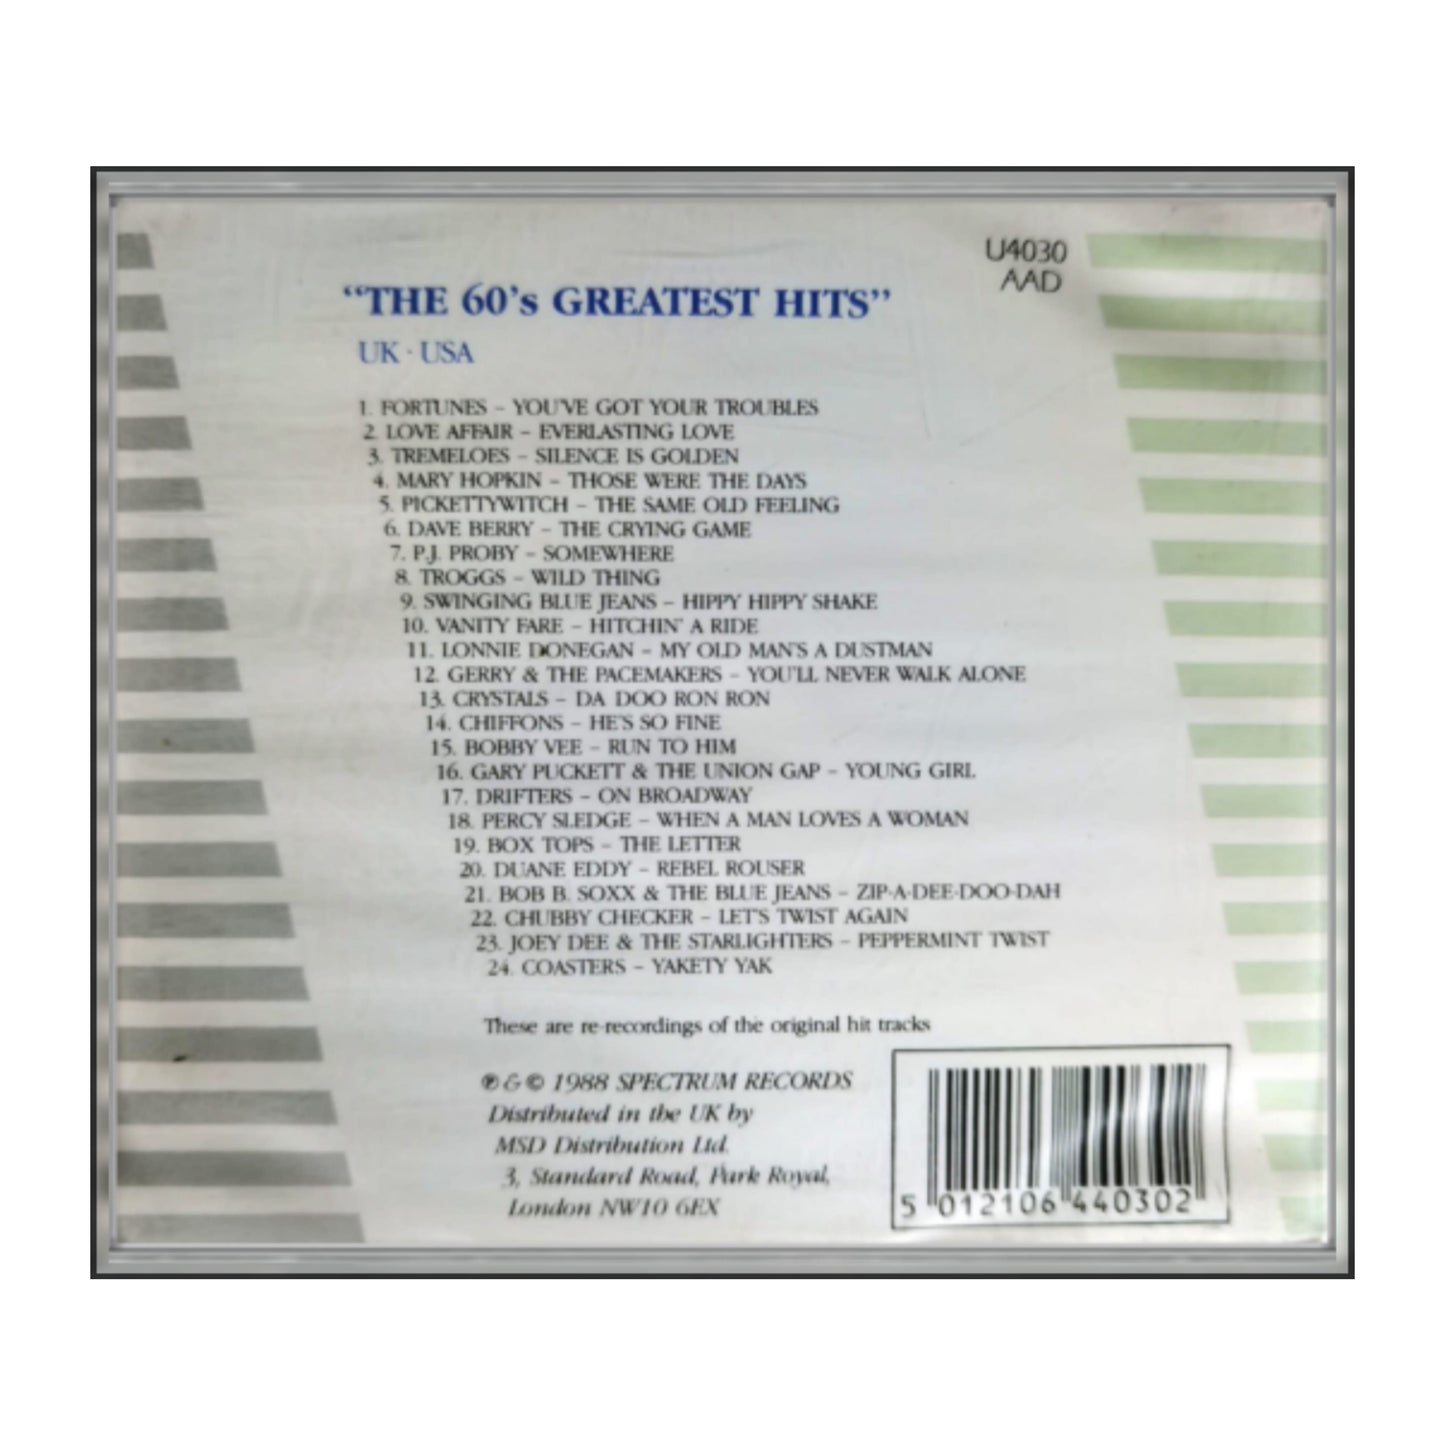 U4030
AAD
"THE 60's GREATEST HITS"
UK · USA
1. FORTUNES – YOU'VE GOT YOUR TROUBLES
2. LOVE AFFAIR – EVERLASTING LOVE
3. TREMELOES – SILENCE IS GOLDEN
4. MARY HOPKIN – THOSE WERE THE DAYS
5. PICKETTYWITCH – THE SAME OLD FEELING
6. DAVE BERRY – THE CRYING GAME
7. P.J. PROBY – SOMEWHERE
8. TROGGS – WILD THING
9. SWINGING BLUE JEANS – HIPPY HIPPY SHAKE
10. VANITY FARE – HITCHIN' A RIDE
11. LONNIE DONEGAN – MY OLD MAN'S A DUSTMAN
12. GERRY & THE PACEMAKERS – YOU'LL NEVER WALK ALONE
13. CRYSTALS – DA DOO RON RON
14. CHIFFONS – HE'S SO FINE
15. BOBBY VEE – RUN TO HIM
16. GARY PUCKETT & THE UNION GAP – YOUNG GIRL
17. DRIFTERS – ON BROADWAY
18. PERCY SLEDGE – WHEN A MAN LOVES A WOMAN
19. BOX TOPS – THE LETTER
20. DUANE EDDY – REBEL ROUSER
21. BOB B. SOXX & THE BLUE JEANS – ZIP-A-DEE-DOO-DAH
22. CHUBBY CHECKER – LET'S TWIST AGAIN
23. JOEY DEE & THE STARLIGHTERS – PEPPERMINT TWIST
24. COASTERS – YAKETY YAK
These are re-recordings of the original hit tracks
℗ & © 1988 SPECTRUM RECORDS
Distributed in the UK by
MSD Distribution Ltd.
3, Standard Road, Park Royal,
London NW10 6EX
5 012106 440302